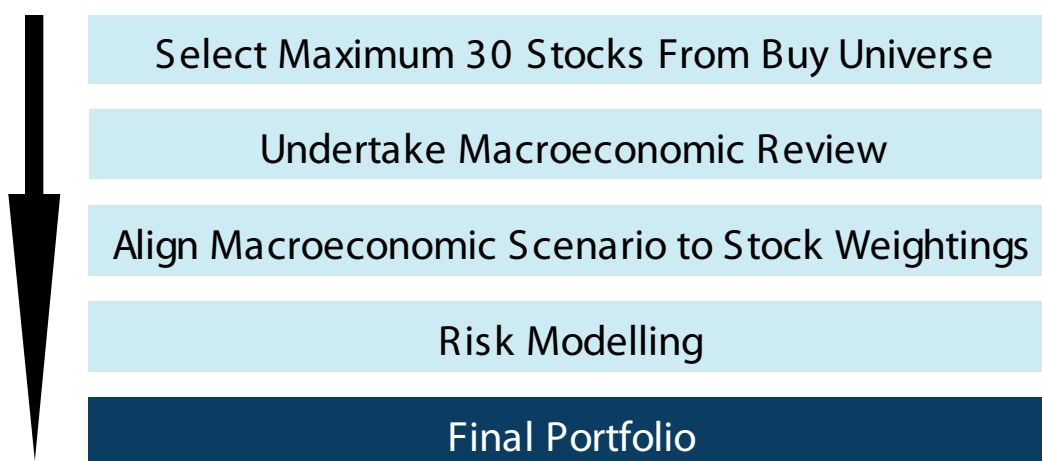 Select Maximum 30 Stocks From Buy Universe
Undertake Macroeconomic Review
Align Macroeconomic Scenario to Stock Weightings
Risk Modelling
Final Portfolio